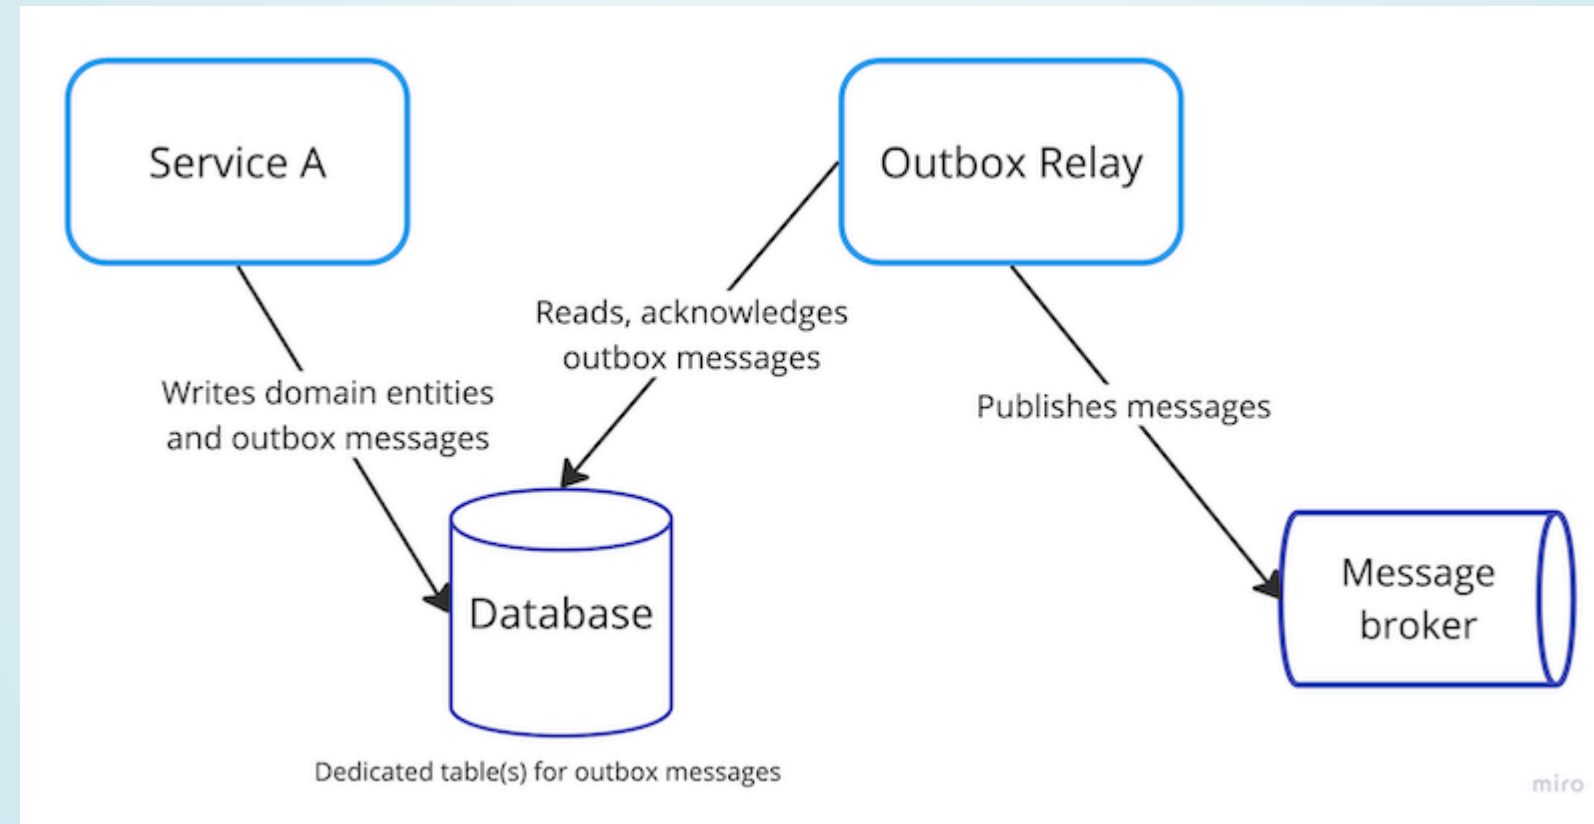 Service A
Outbox Relay
Reads, acknowledges
outbox messages
Writes domain entities
and outbox messages
Publishes messages
Database
Message
broker
Dedicated table(s) for outbox messages
miro